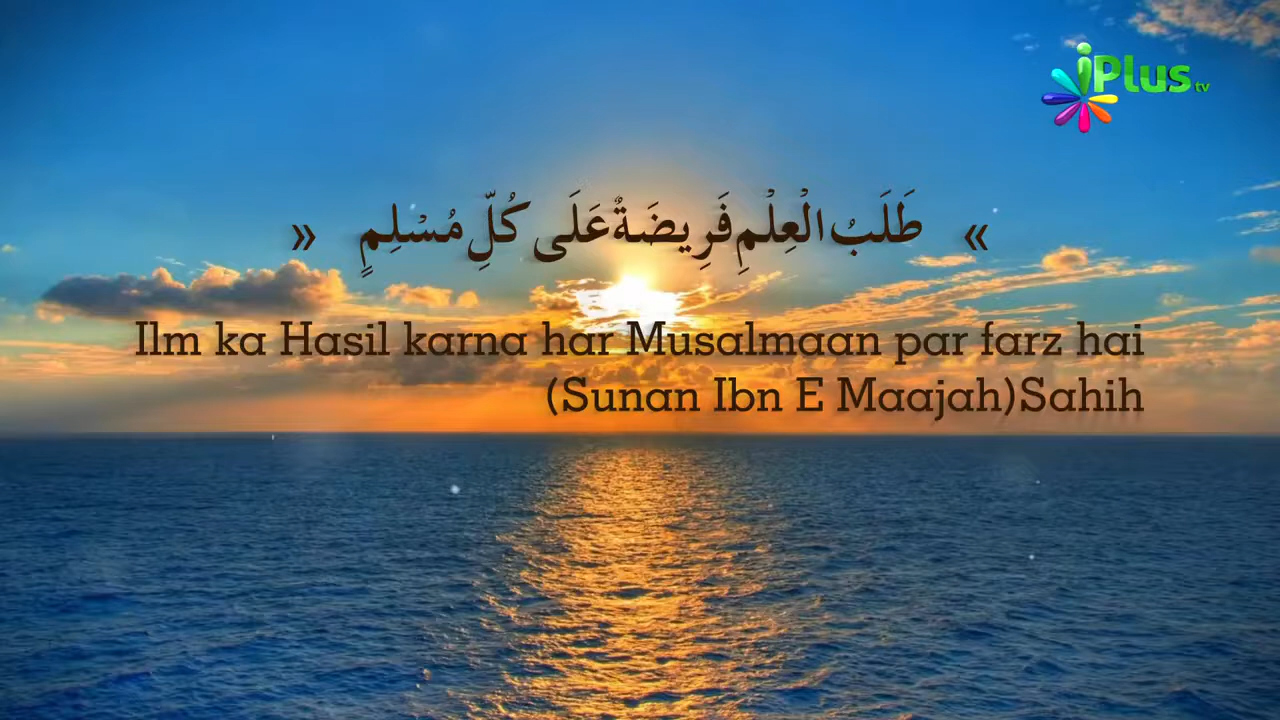 iPlus tv
« طَلَبُ الْعِلْمِ فَرِيضَةٌ عَلَى كُلِّ مُسْلِمٍ »
Ilm ka Hasil karna har Musalmaan par farz hai
(Sunan Ibn E Maajah)Sahih